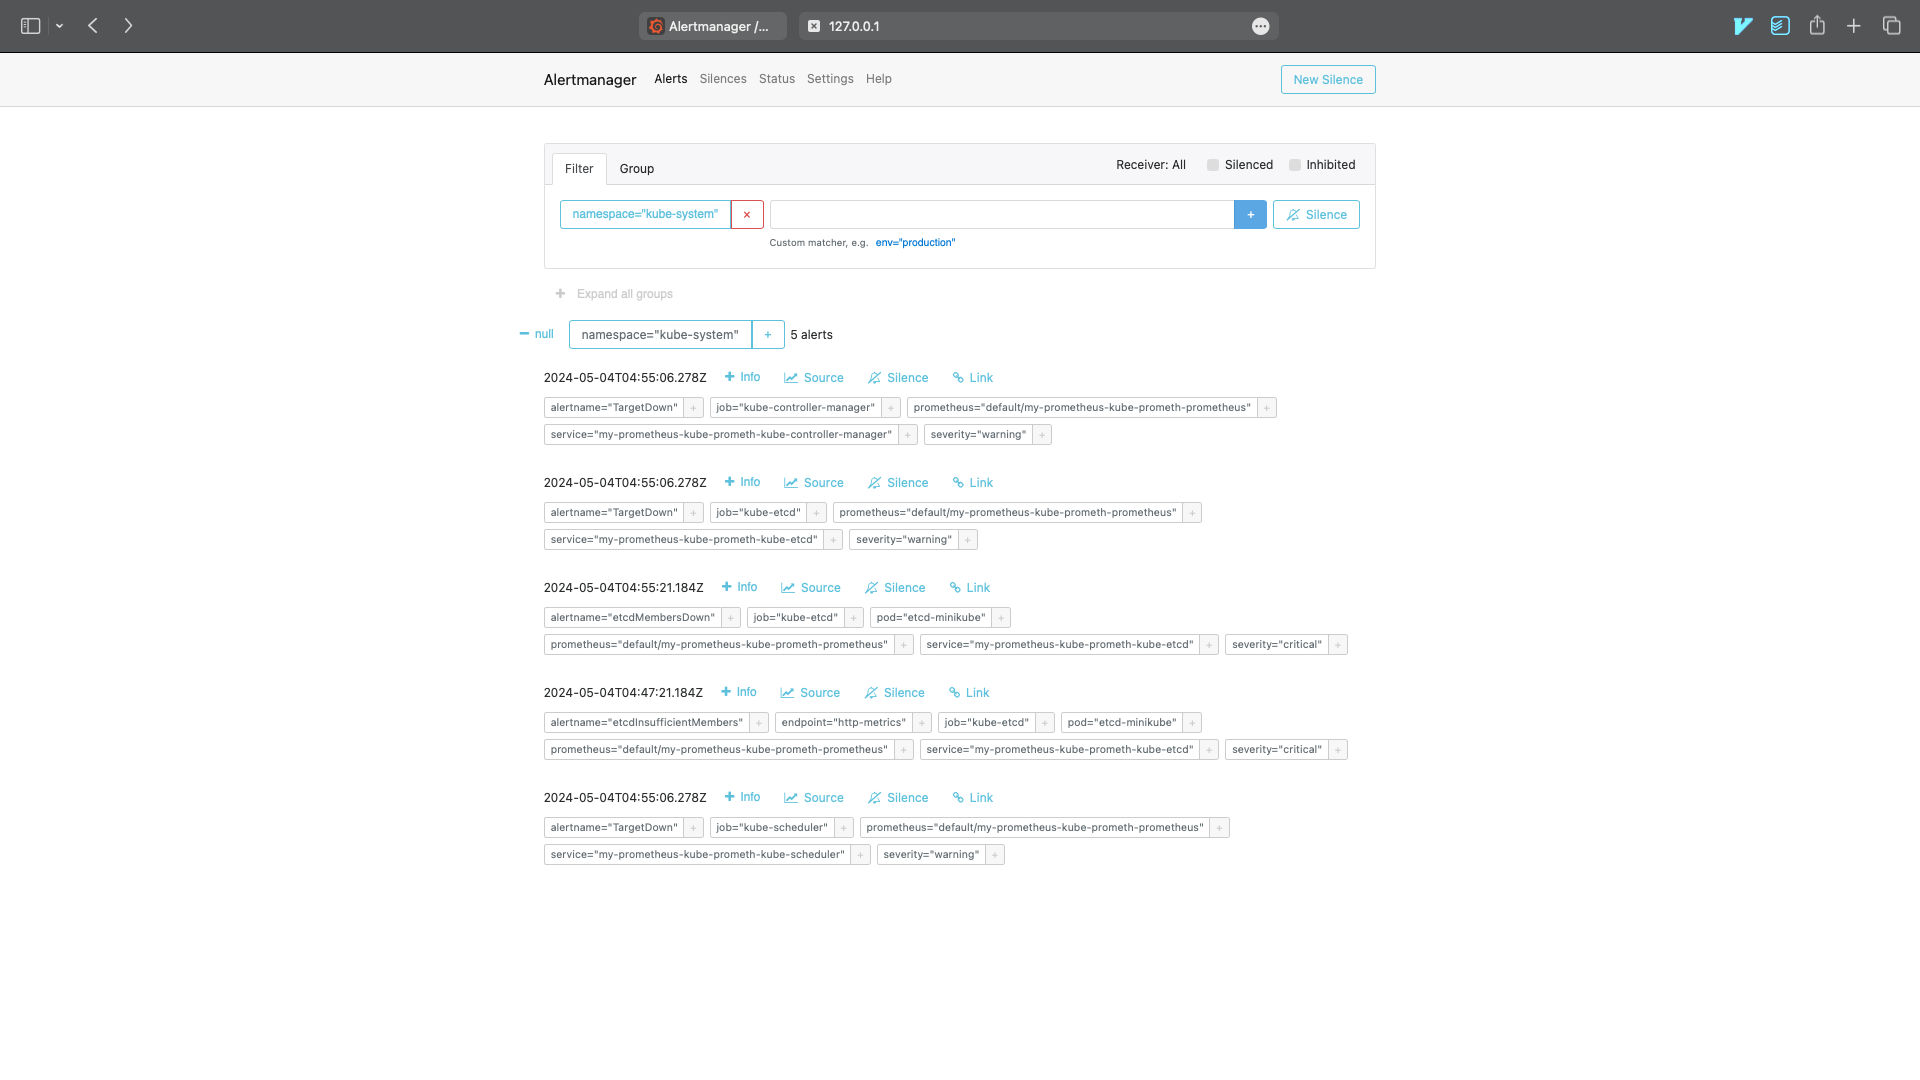 Alertmanager /... 127.0.0.1
Alertmanager Alerts Silences Status Settings Help New Silence
Filter Group Receiver: All Silenced Inhibited
namespace="kube-system" × + Silence
Custom matcher, e.g. env="production"
+ Expand all groups
− null namespace="kube-system" + 5 alerts
2024-05-04T04:55:06.278Z + Info Source Silence Link
alertname="TargetDown" + job="kube-controller-manager" + prometheus="default/my-prometheus-kube-prometh-prometheus" +
service="my-prometheus-kube-prometh-kube-controller-manager" + severity="warning" +
2024-05-04T04:55:06.278Z + Info Source Silence Link
alertname="TargetDown" + job="kube-etcd" + prometheus="default/my-prometheus-kube-prometh-prometheus" +
service="my-prometheus-kube-prometh-kube-etcd" + severity="warning" +
2024-05-04T04:55:21.184Z + Info Source Silence Link
alertname="etcdMembersDown" + job="kube-etcd" + pod="etcd-minikube" +
prometheus="default/my-prometheus-kube-prometh-prometheus" + service="my-prometheus-kube-prometh-kube-etcd" + severity="critical" +
2024-05-04T04:47:21.184Z + Info Source Silence Link
alertname="etcdInsufficientMembers" + endpoint="http-metrics" + job="kube-etcd" + pod="etcd-minikube" +
prometheus="default/my-prometheus-kube-prometh-prometheus" + service="my-prometheus-kube-prometh-kube-etcd" + severity="critical" +
2024-05-04T04:55:06.278Z + Info Source Silence Link
alertname="TargetDown" + job="kube-scheduler" + prometheus="default/my-prometheus-kube-prometh-prometheus" +
service="my-prometheus-kube-prometh-kube-scheduler" + severity="warning" +